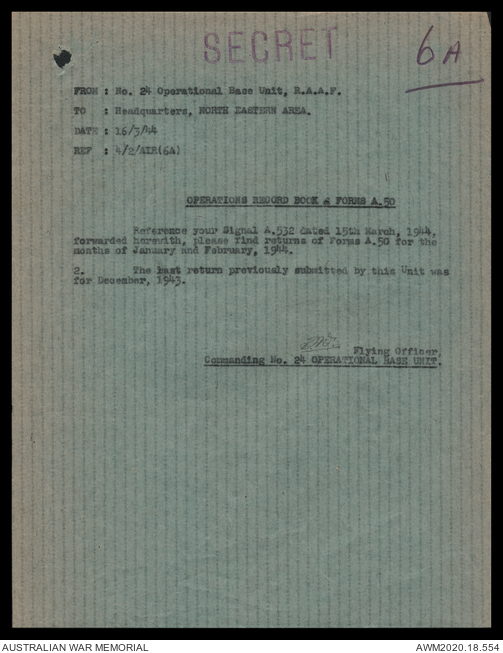 SECRET
6A
FROM : No. 24 Operational Base Unit, R.A.A.F.
TO : Headquarters, NORTH EASTERN AREA.
DATE : 16/3/44
REF : 4/2/AIR(6A)
OPERATIONS RECORD BOOK & FORMS A.50
Reference your Signal A.532 dated 15th March, 1944,
forwarded herewith, please find returns of Forms A.50 for the
months of January and February, 1944.
2. The last return previously submitted by this Unit was
for December, 1943.
Flying Officer,
Commanding No. 24 OPERATIONAL BASE UNIT.
AUSTRALIAN WAR MEMORIAL
AWM2020.18.554